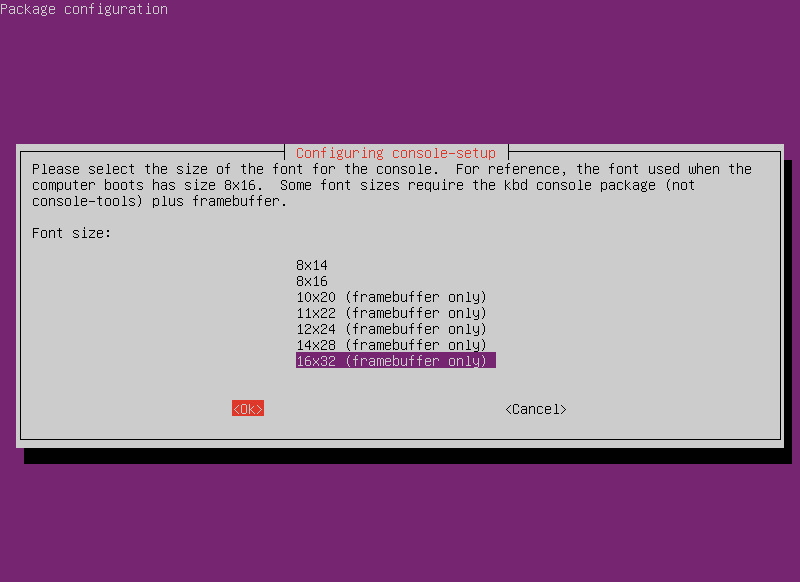 Package configuration
Configuring console-setup
Please select the size of the font for the console.  For reference, the font used when the
computer boots has size 8x16.  Some font sizes require the kbd console package (not
console-tools) plus framebuffer.
Font size:
8x14
8x16
10x20 (framebuffer only)
11x22 (framebuffer only)
12x24 (framebuffer only)
14x28 (framebuffer only)
16x32 (framebuffer only)
<Ok> <Cancel>